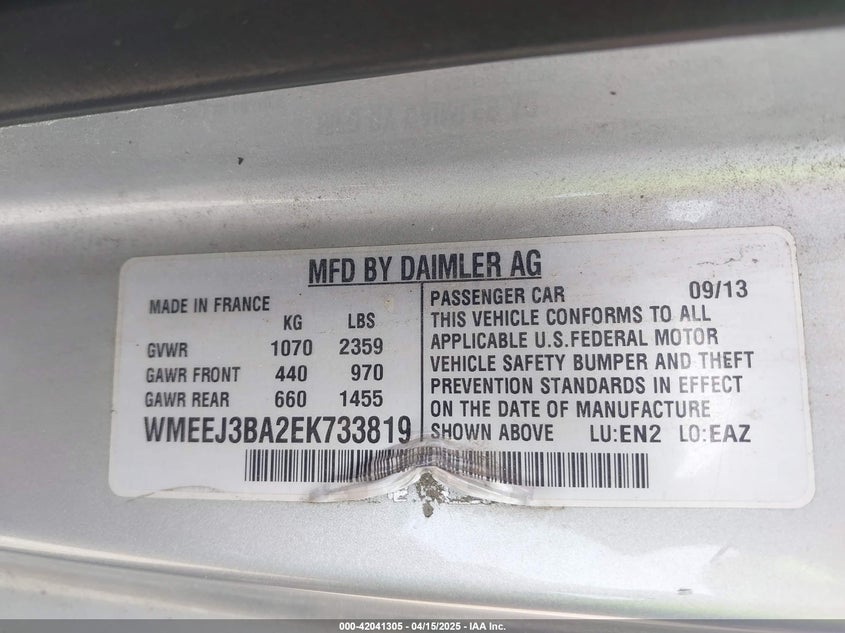 MFD BY DAIMLER AG
MADE IN FRANCE
KG LBS
GVWR 1070 2359
GAWR FRONT 440 970
GAWR REAR 660 1455
WMEEJ3BA2EK733819
PASSENGER CAR 09/13
THIS VEHICLE CONFORMS TO ALL
APPLICABLE U.S.FEDERAL MOTOR
VEHICLE SAFETY BUMPER AND THEFT
PREVENTION STANDARDS IN EFFECT
ON THE DATE OF MANUFACTURE
SHOWN ABOVE LU:EN2 LO:EAZ
000-42041305 - 04/15/2025 - IAA Inc.